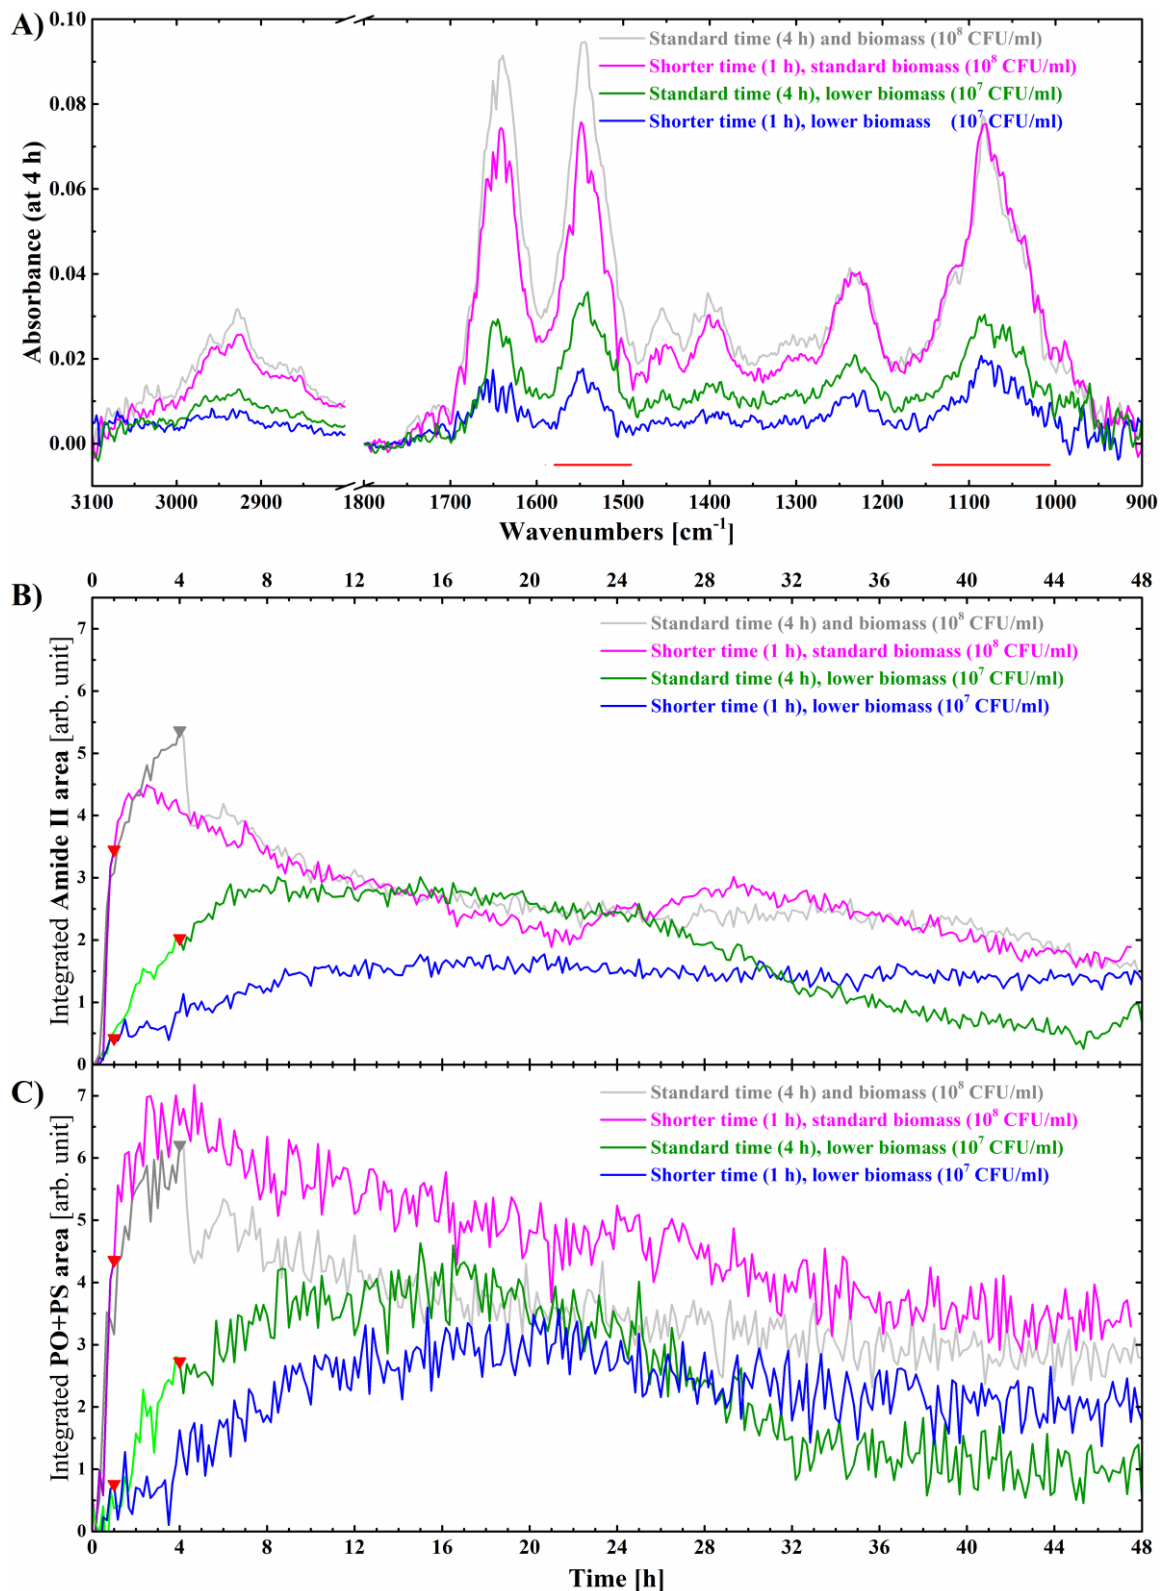 A)
Absorbance (at 4 h)
0.10
0.08
0.06
0.04
0.02
0.00
Standard time (4 h) and biomass (10⁸ CFU/ml)
Shorter time (1 h), standard biomass (10⁸ CFU/ml)
Standard time (4 h), lower biomass (10⁷ CFU/ml)
Shorter time (1 h), lower biomass (10⁷ CFU/ml)
3100 3000 2900 1800 1700 1600 1500 1400 1300 1200 1100 1000 900
Wavenumbers [cm⁻¹]
0 4 8 12 16 20 24 28 32 36 40 44 48
B)
Integrated Amide II area [arb. unit]
7
6
5
4
3
2
1
0
Standard time (4 h) and biomass (10⁸ CFU/ml)
Shorter time (1 h), standard biomass (10⁸ CFU/ml)
Standard time (4 h), lower biomass (10⁷ CFU/ml)
Shorter time (1 h), lower biomass (10⁷ CFU/ml)
C)
Integrated PO+PS area [arb. unit]
7
6
5
4
3
2
1
0
Standard time (4 h) and biomass (10⁸ CFU/ml)
Shorter time (1 h), standard biomass (10⁸ CFU/ml)
Standard time (4 h), lower biomass (10⁷ CFU/ml)
Shorter time (1 h), lower biomass (10⁷ CFU/ml)
0 4 8 12 16 20 24 28 32 36 40 44 48
Time [h]